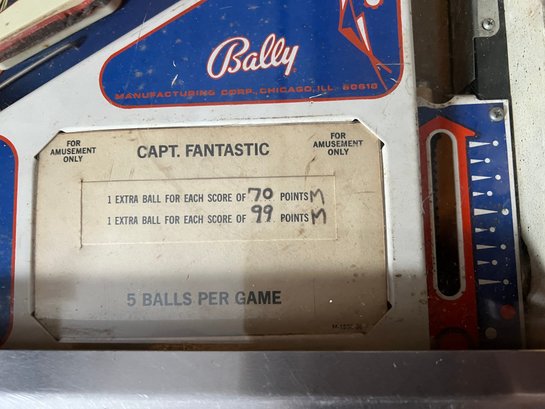 Bally
MANUFACTURING CORP. CHICAGO, ILL. 60618
FOR AMUSEMENT ONLY
CAPT. FANTASTIC
FOR AMUSEMENT ONLY
1 EXTRA BALL FOR EACH SCORE OF 70 POINTS M
1 EXTRA BALL FOR EACH SCORE OF 99 POINTS M
5 BALLS PER GAME